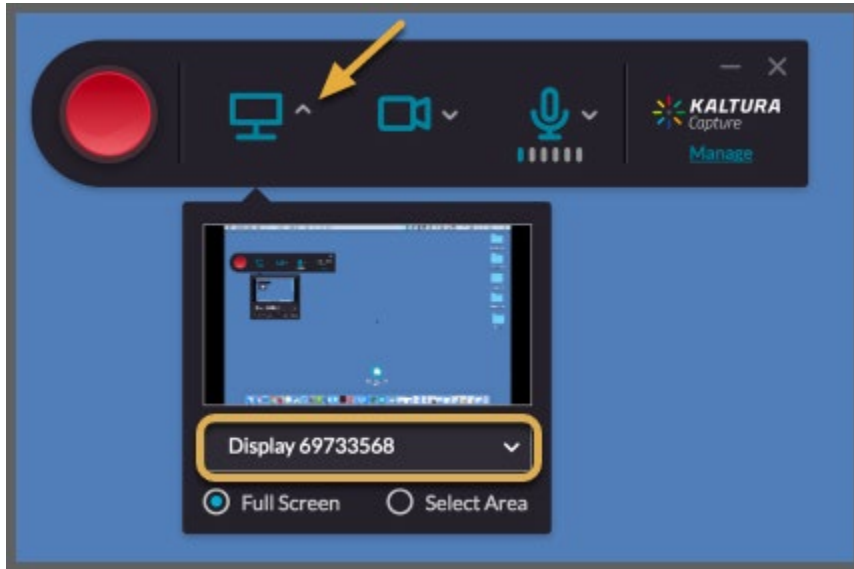 KALTURA
Capture
Manage
Display 69733568
Full Screen
Select Area